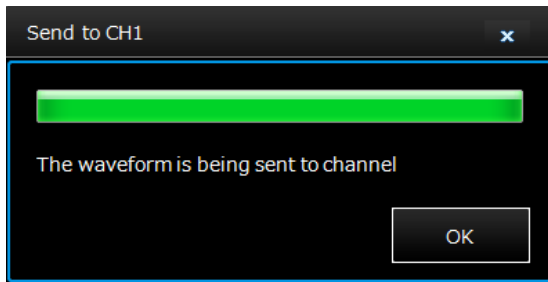 Send to CH1
x
The waveform is being sent to channel
OK